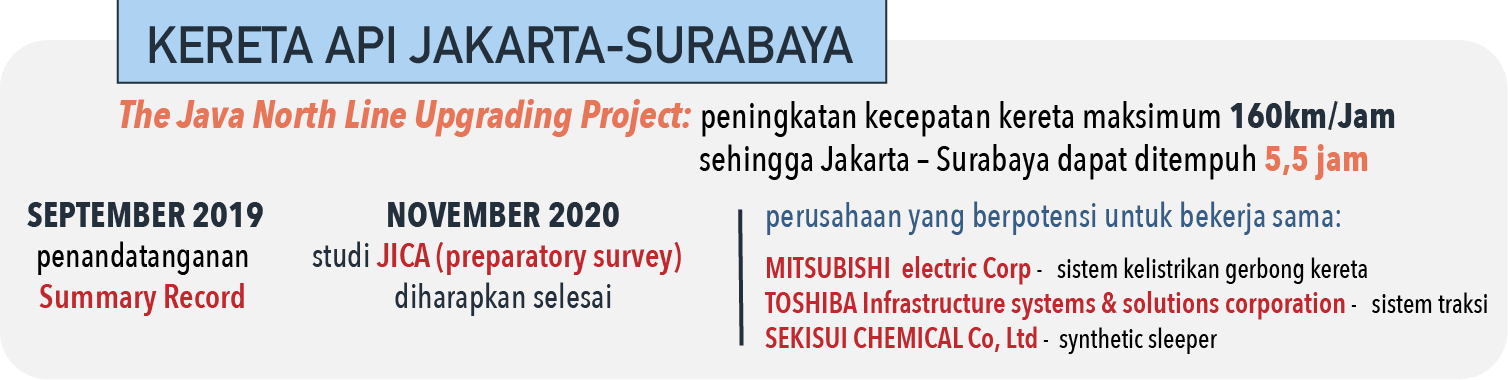 KERETA API JAKARTA-SURABAYA
The Java North Line Upgrading Project: peningkatan kecepatan kereta maksimum 160km/Jam
sehingga Jakarta – Surabaya dapat ditempuh 5,5 jam
SEPTEMBER 2019
penandatanganan
Summary Record
NOVEMBER 2020
studi JICA (preparatory survey)
diharapkan selesai
perusahaan yang berpotensi untuk bekerja sama:
MITSUBISHI electric Corp - sistem kelistrikan gerbong kereta
TOSHIBA Infrastructure systems & solutions corporation - sistem traksi
SEKISUI CHEMICAL Co, Ltd - synthetic sleeper